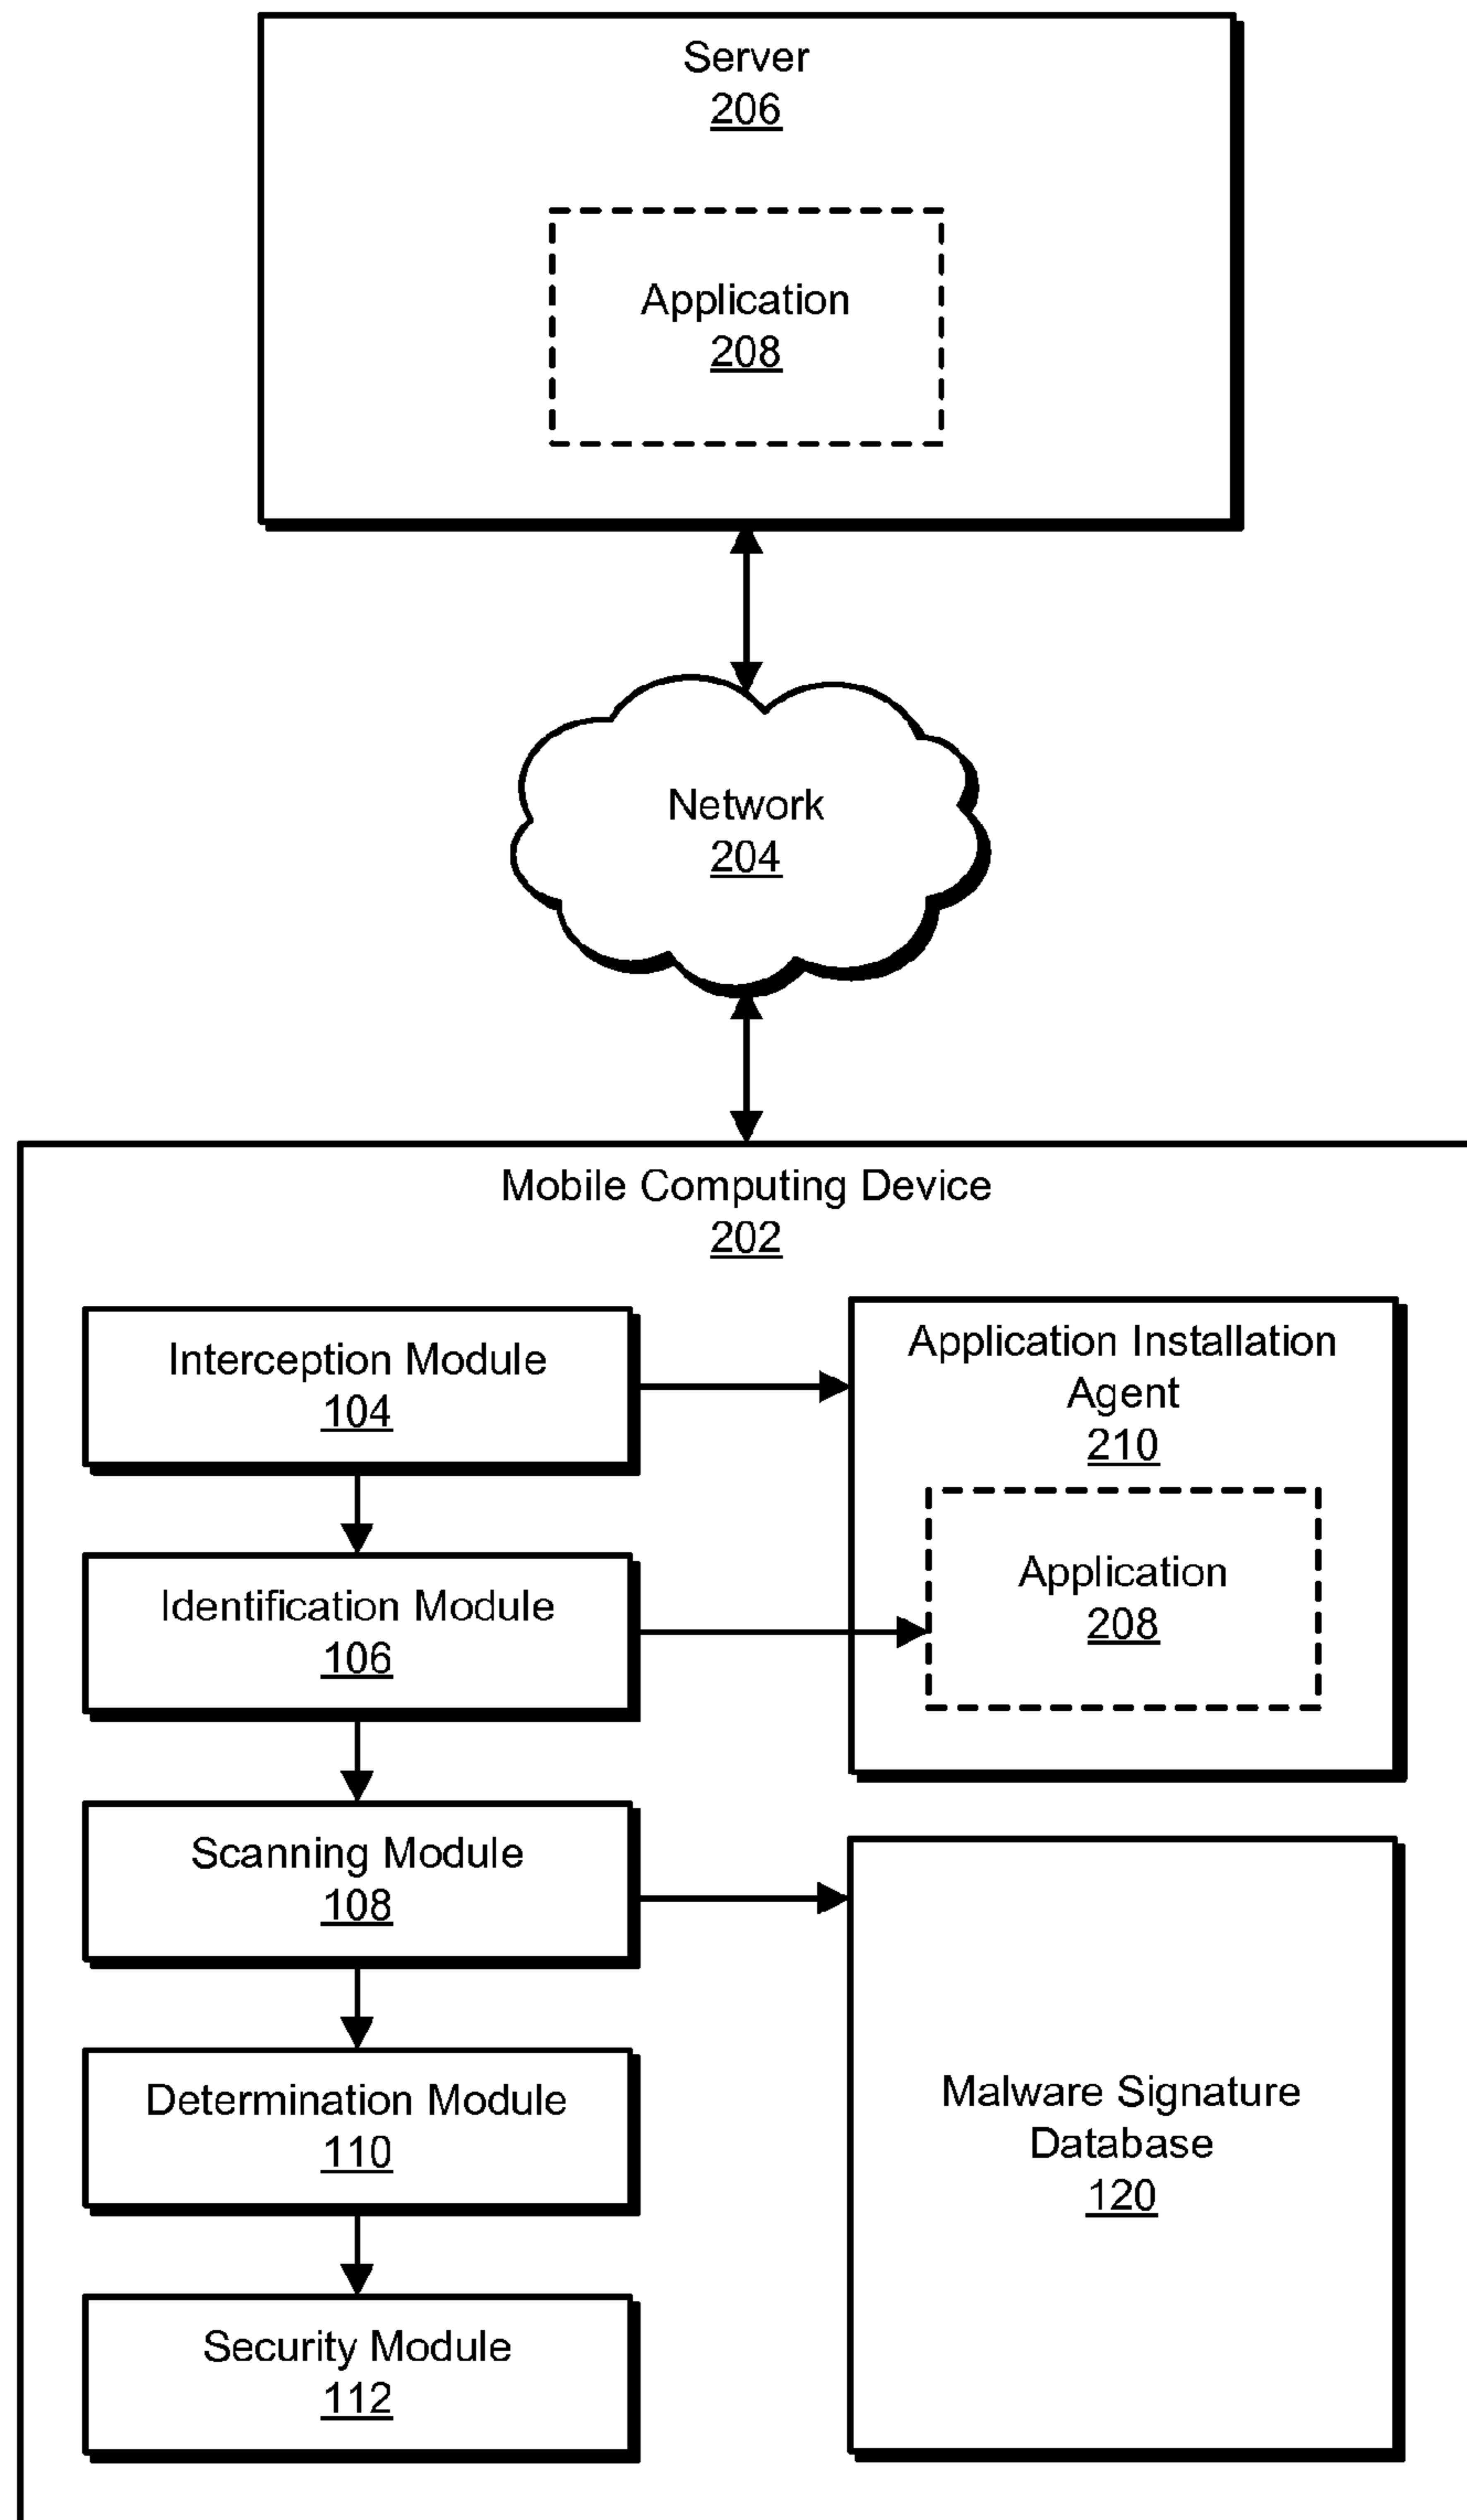 Server
206
Application
208
Network
204
Mobile Computing Device
202
Interception Module
104
Application Installation
Agent
210
Application
208
Identification Module
106
Scanning Module
108
Determination Module
110
Malware Signature
Database
120
Security Module
112